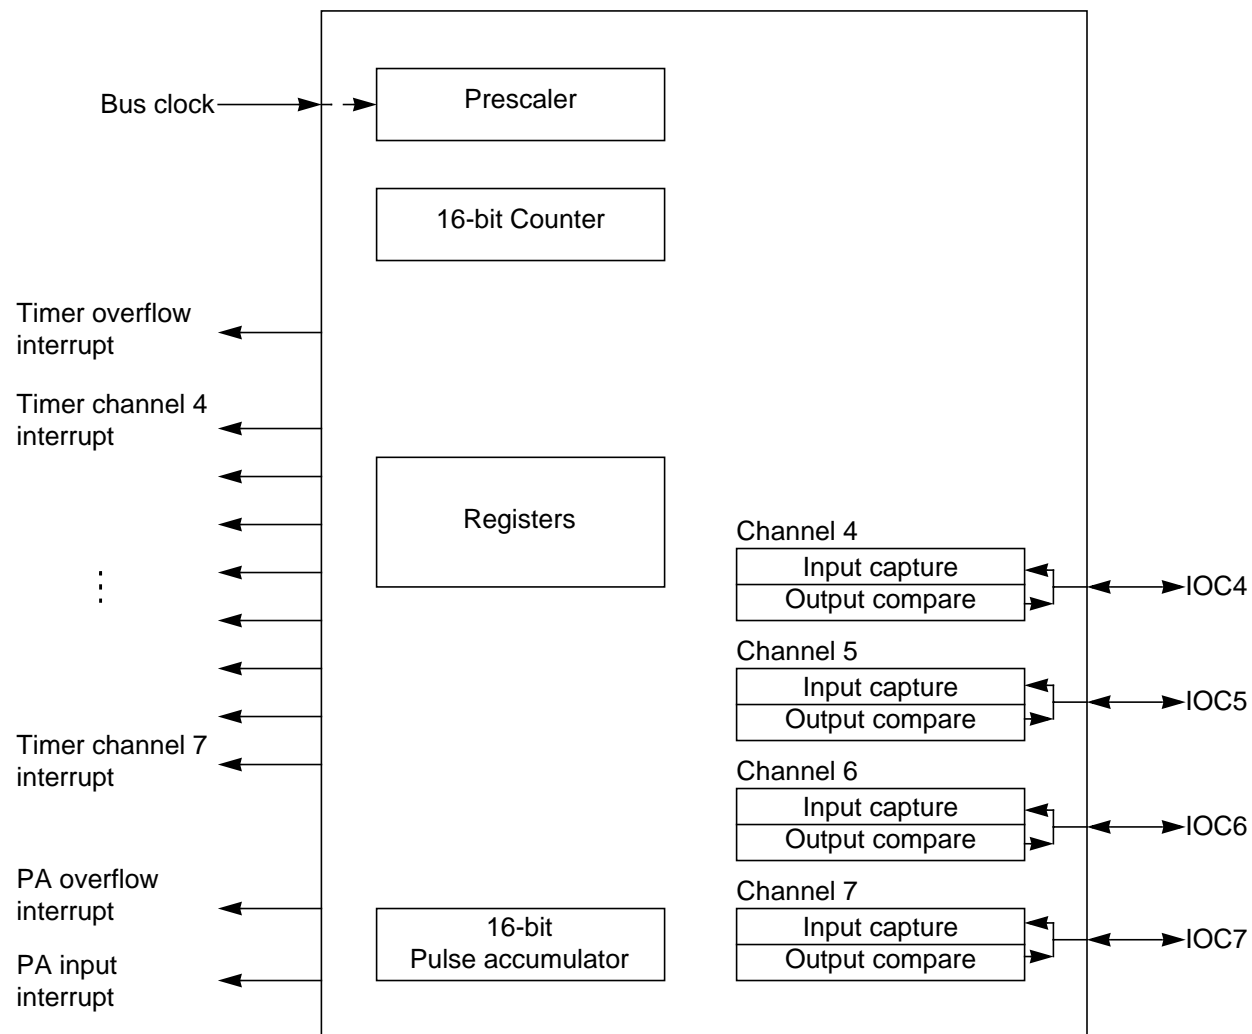 Bus clock
Prescaler
16-bit Counter
Timer overflow
interrupt
Timer channel 4
interrupt
Registers
Channel 4
Input capture
Output compare
IOC4
Channel 5
Input capture
Output compare
IOC5
Timer channel 7
interrupt
Channel 6
Input capture
Output compare
IOC6
PA overflow
interrupt
16-bit
Pulse accumulator
Channel 7
Input capture
Output compare
IOC7
PA input
interrupt